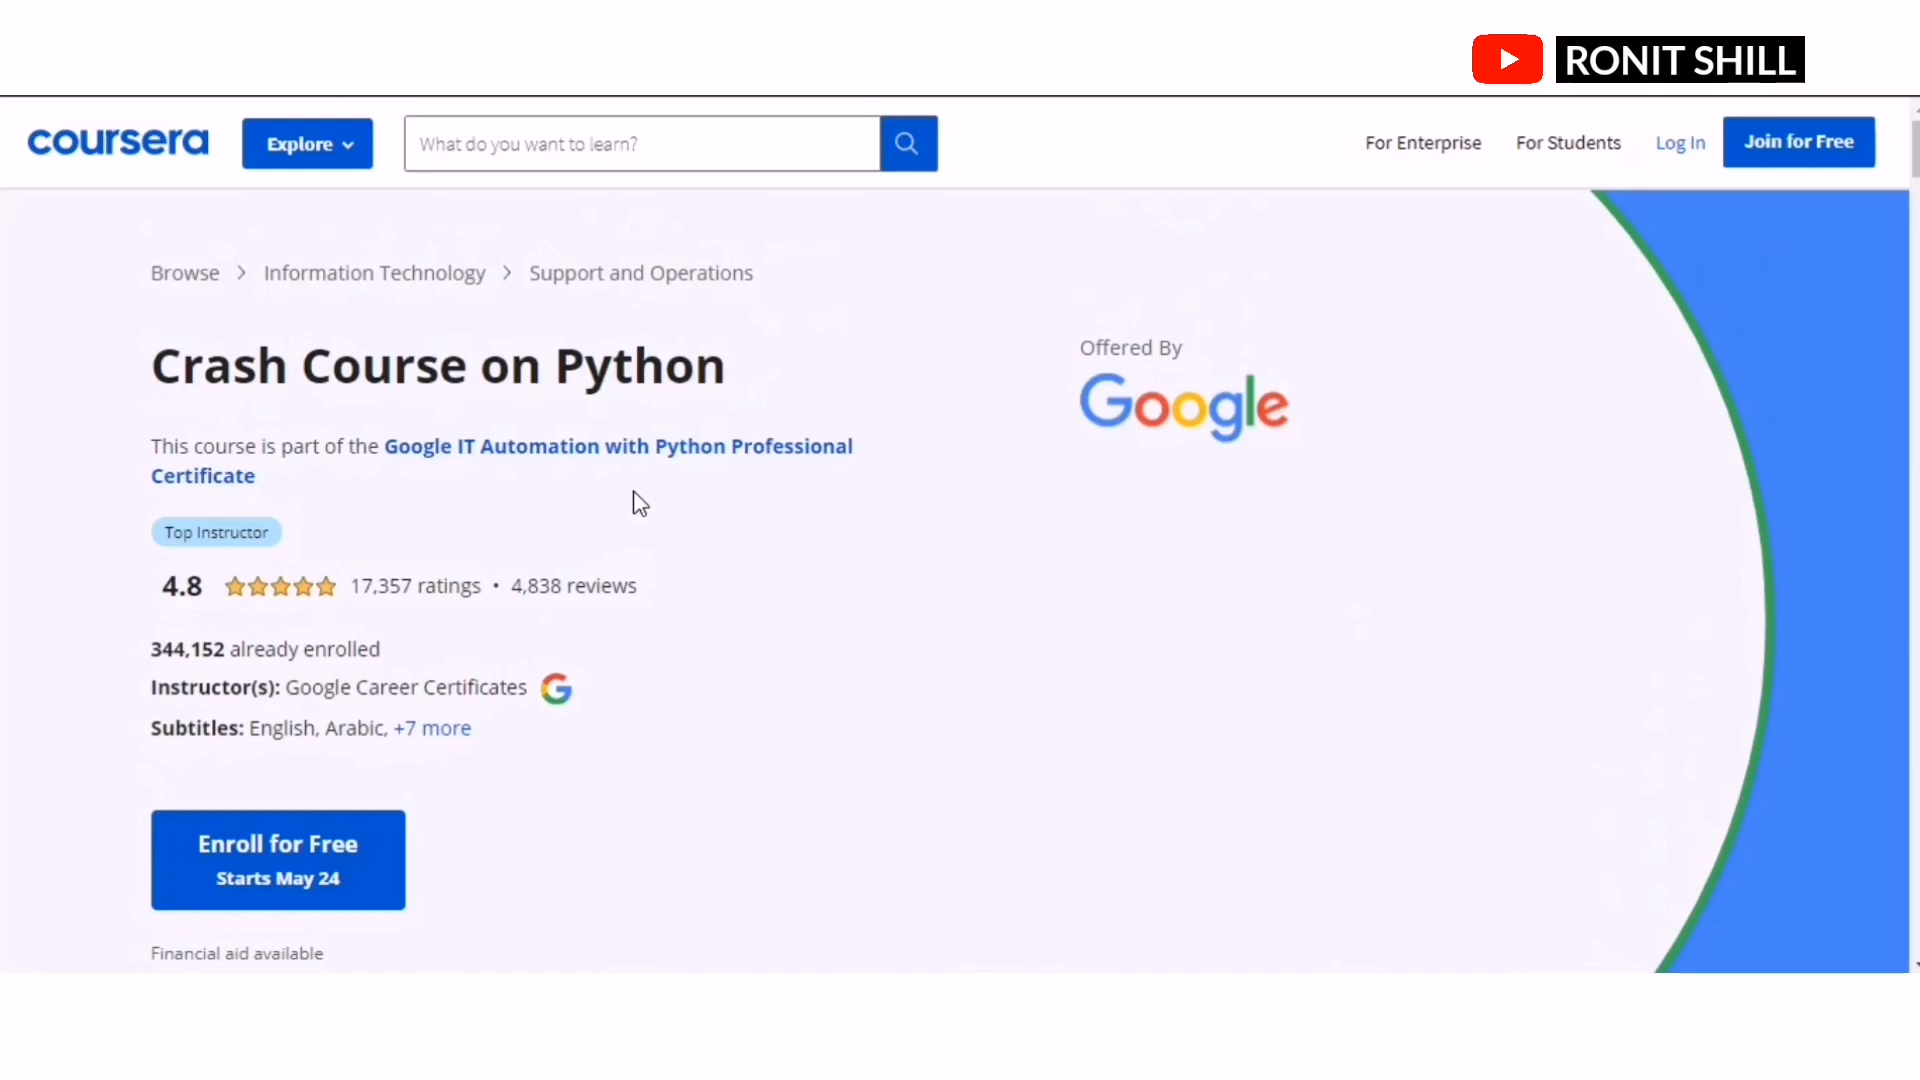 RONIT SHILL
coursera
Explore
What do you want to learn?
For Enterprise
For Students
Log In
Join for Free
Browse > Information Technology > Support and Operations
Crash Course on Python
Offered By
Google
This course is part of the Google IT Automation with Python Professional
Certificate
Top Instructor
4.8 17,357 ratings • 4,838 reviews
344,152 already enrolled
Instructor(s): Google Career Certificates
Subtitles: English, Arabic, +7 more
Enroll for Free
Starts May 24
Financial aid available